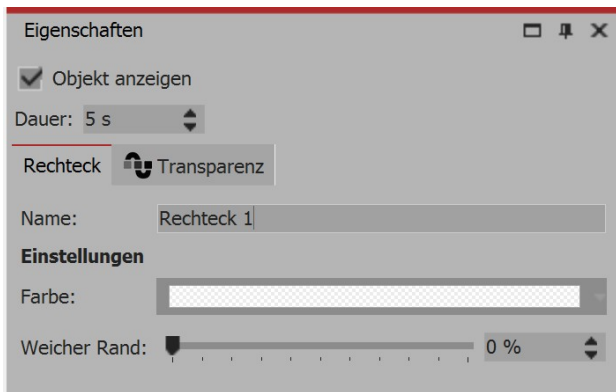 Eigenschaften
Objekt anzeigen
Dauer: 5 s
Rechteck Transparenz
Name: Rechteck 1
Einstellungen
Farbe:
Weicher Rand: 0 %